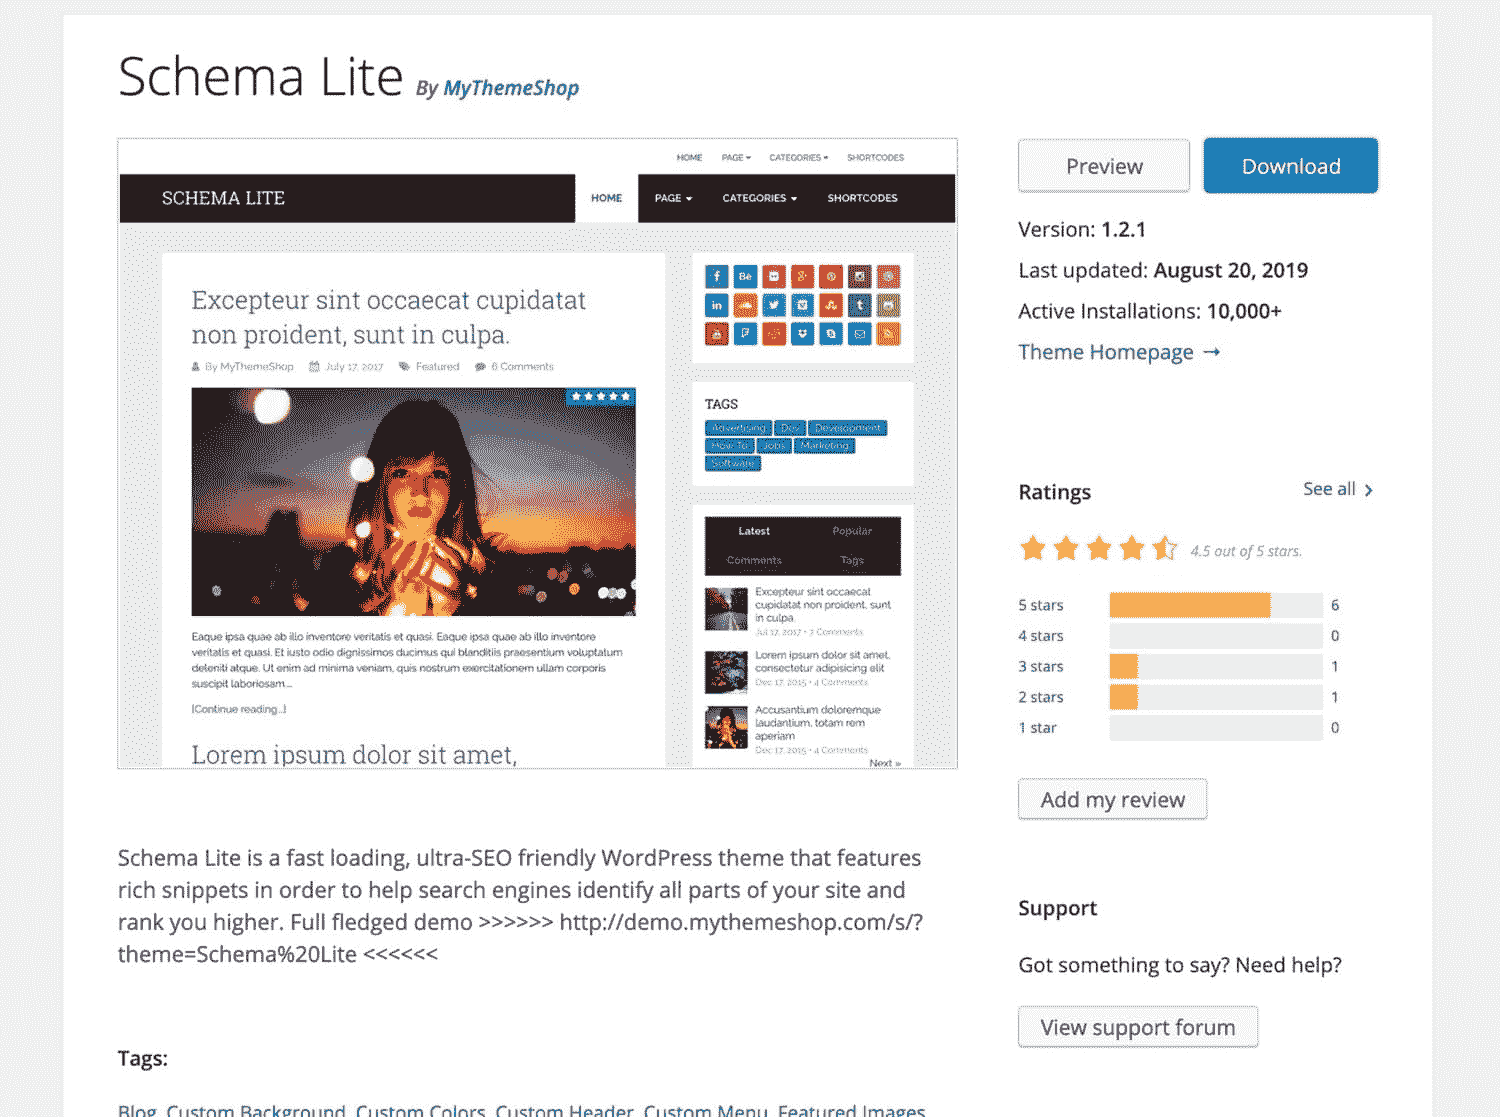 Schema Lite By MyThemeShop
HOME PAGE CATEGORIES SHORTCODES
SCHEMA LITE
HOME PAGE CATEGORIES SHORTCODES
Excepteur sint occaecat cupidatat
non proident, sunt in culpa.
By MyThemeShop July 17, 2017 Featured 6 Comments
Eaque ipsa quae ab illo inventore veritatis et quasi. Eaque ipsa quae ab illo inventore
veritatis et quasi. Et iusto odio dignissimos ducimus qui blanditiis praesentium voluptatum
deleniti atque. Ut enim ad minima veniam, quis nostrum exercitationem ullam corporis
suscipit laboriosam...
[Continue reading...]
Lorem ipsum dolor sit amet,
TAGS
Advertising Dev Development
How To Jobs Marketing
Software
Latest Popular
Comments Tags
Excepteur sint occaecat
cupidatat non proident, sunt
in culpa
Jul 17, 2017 • 7 Comments
Lorem ipsum dolor sit amet,
consectetur adipisicing elit
Dec 17, 2015 • 4 Comments
Accusantium doloremque
laudantium, totam rem
aperiam
Dec 17, 2015 • 4 Comments
Next »
Preview Download
Version: 1.2.1
Last updated: August 20, 2019
Active Installations: 10,000+
Theme Homepage →
Ratings See all >
4.5 out of 5 stars.
5 stars 6
4 stars 0
3 stars 1
2 stars 1
1 star 0
Add my review
Support
Got something to say? Need help?
View support forum
Schema Lite is a fast loading, ultra-SEO friendly WordPress theme that features
rich snippets in order to help search engines identify all parts of your site and
rank you higher. Full fledged demo >>>>>> http://demo.mythemeshop.com/s/?
theme=Schema%20Lite <<<<<<
Tags:
Blog, Custom Background, Custom Colors, Custom Header, Custom Menu, Featured Images,